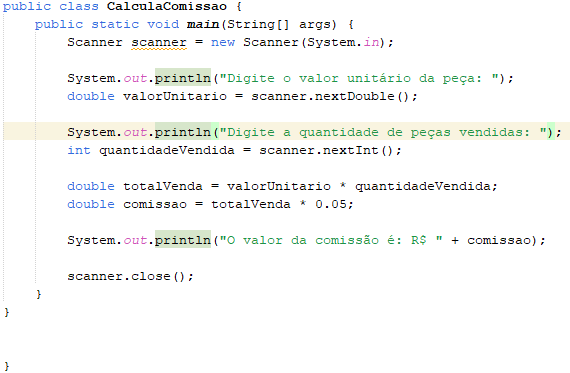 public class CalculaComissao {
public static void main(String[] args) {
Scanner scanner = new Scanner(System.in);
System.out.println("Digite o valor unitário da peça: ");
double valorUnitario = scanner.nextDouble();
System.out.println("Digite a quantidade de peças vendidas: ");
int quantidadeVendida = scanner.nextInt();
double totalVenda = valorUnitario * quantidadeVendida;
double comissao = totalVenda * 0.05;
System.out.println("O valor da comissão é: R$ " + comissao);
scanner.close();
}
}
}